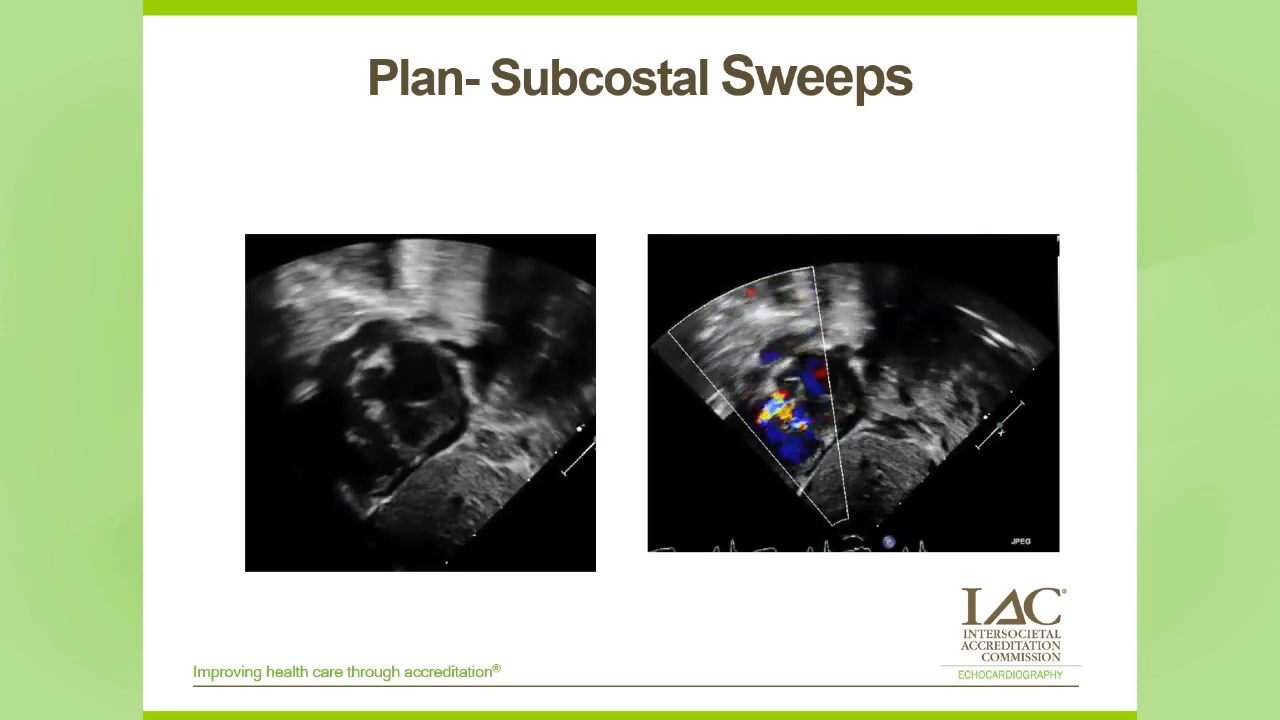 Plan- Subcostal Sweeps
JPEG
IAC®
INTERSOCIETAL
ACCREDITATION
COMMISSION
ECHOCARDIOGRAPHY
Improving health care through accreditation®